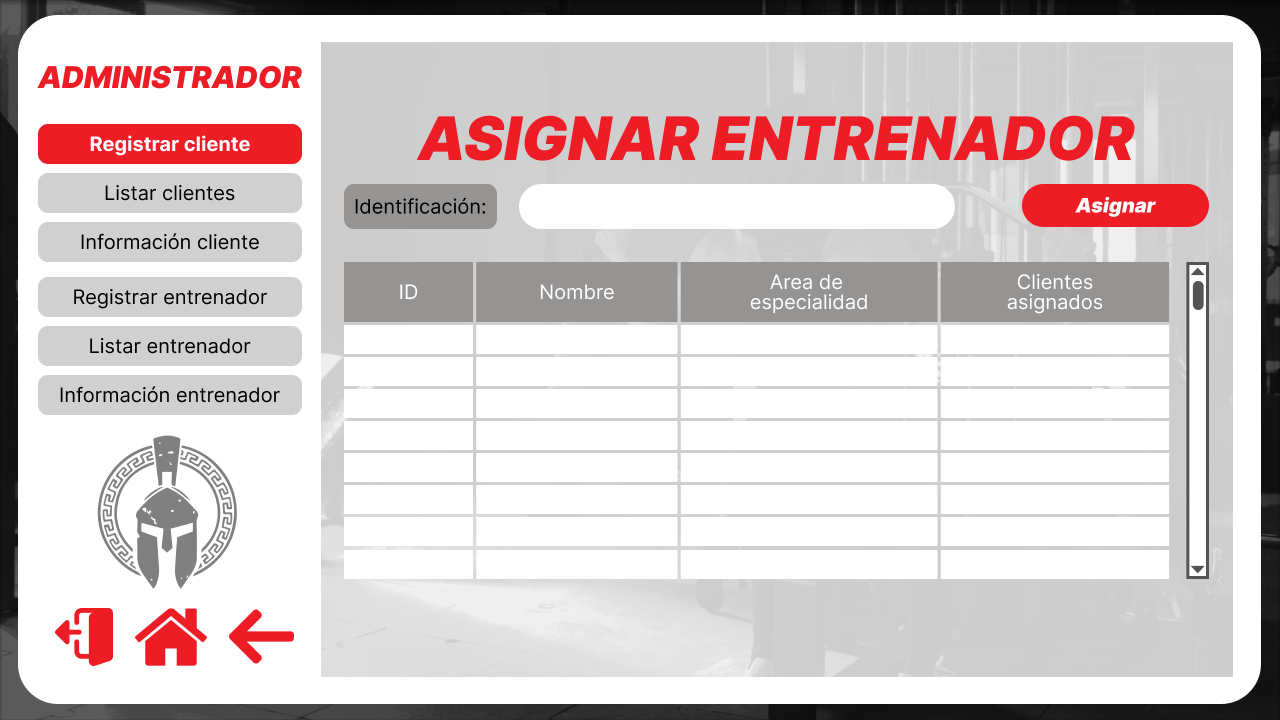 ADMINISTRADOR
Registrar cliente
Listar clientes
Información cliente
Registrar entrenador
Listar entrenador
Información entrenador
ASIGNAR ENTRENADOR
Identificación:
Asignar
ID
Nombre
Area de
especialidad
Clientes
asignados